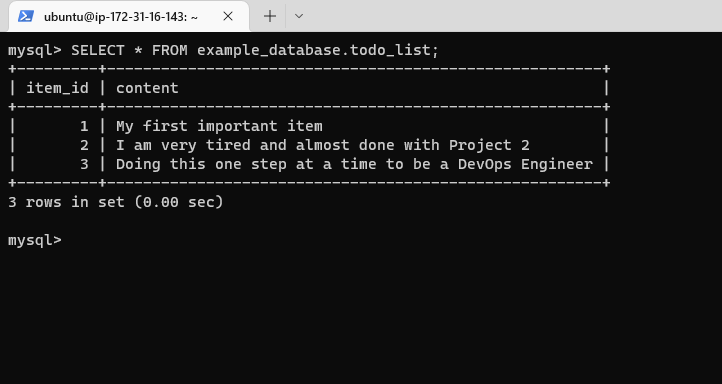 ubuntu@ip-172-31-16-143: ~
mysql> SELECT * FROM example_database.todo_list;
+---------+------------------------------------------------------+
| item_id | content                                              |
+---------+------------------------------------------------------+
|       1 | My first important item                              |
|       2 | I am very tired and almost done with Project 2       |
|       3 | Doing this one step at a time to be a DevOps Engineer |
+---------+------------------------------------------------------+
3 rows in set (0.00 sec)
mysql>